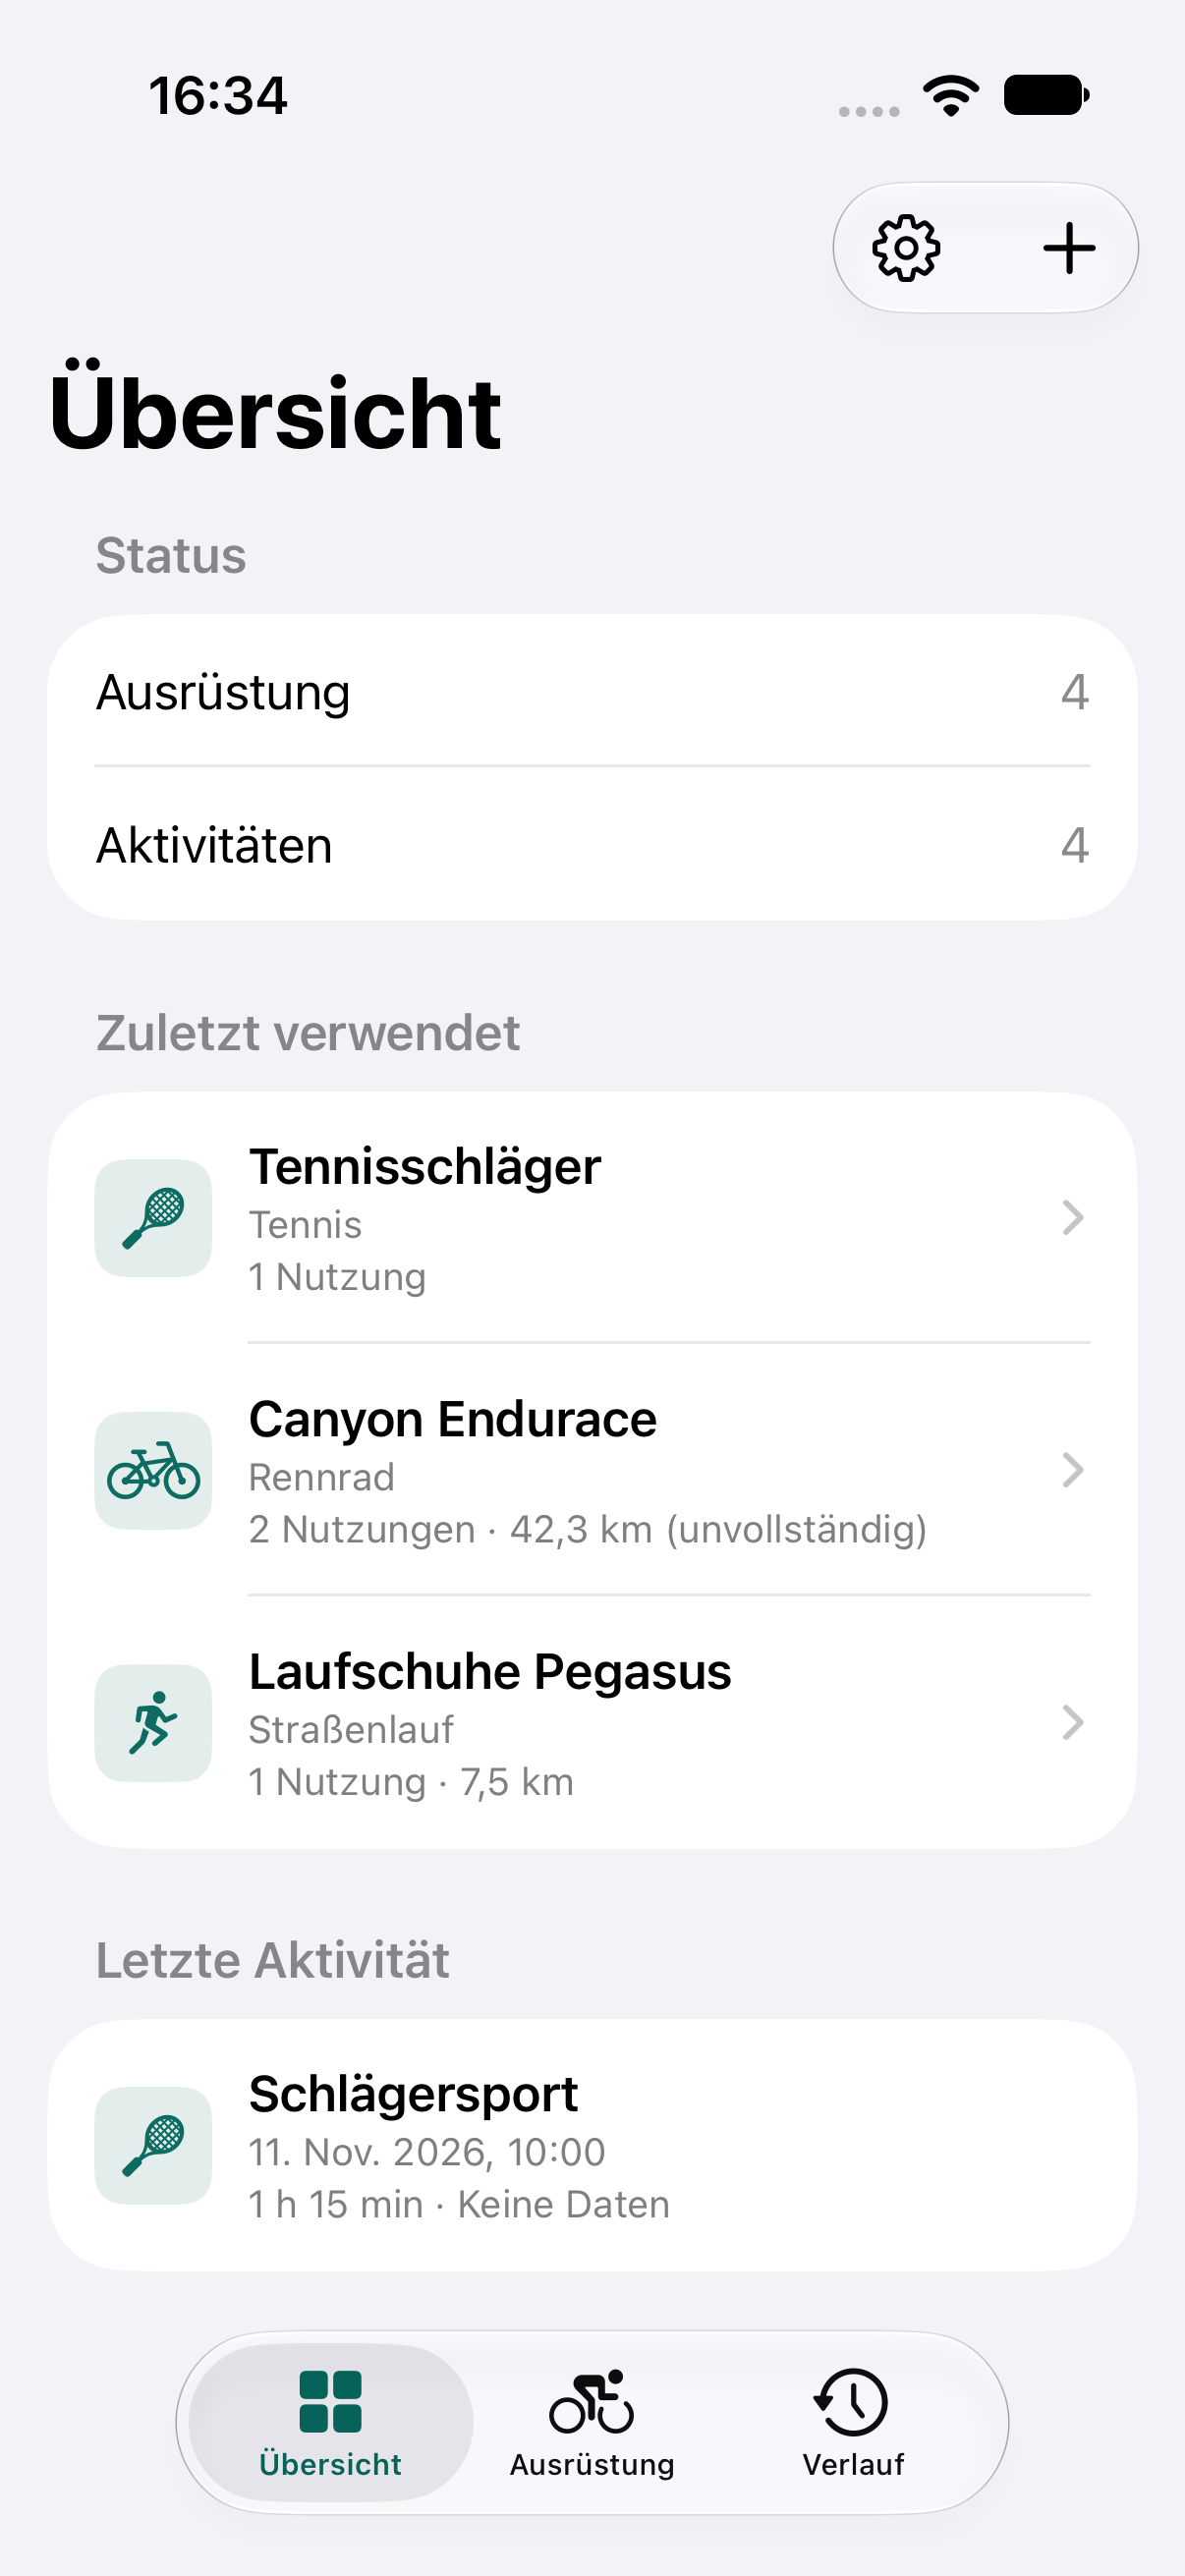 16:34
Übersicht
Status
Ausrüstung 4
Aktivitäten 4
Zuletzt verwendet
Tennisschläger
Tennis
1 Nutzung
Canyon Endurace
Rennrad
2 Nutzungen · 42,3 km (unvollständig)
Laufschuhe Pegasus
Straßenlauf
1 Nutzung · 7,5 km
Letzte Aktivität
Schlägersport
11. Nov. 2026, 10:00
1 h 15 min · Keine Daten
Übersicht Ausrüstung Verlauf